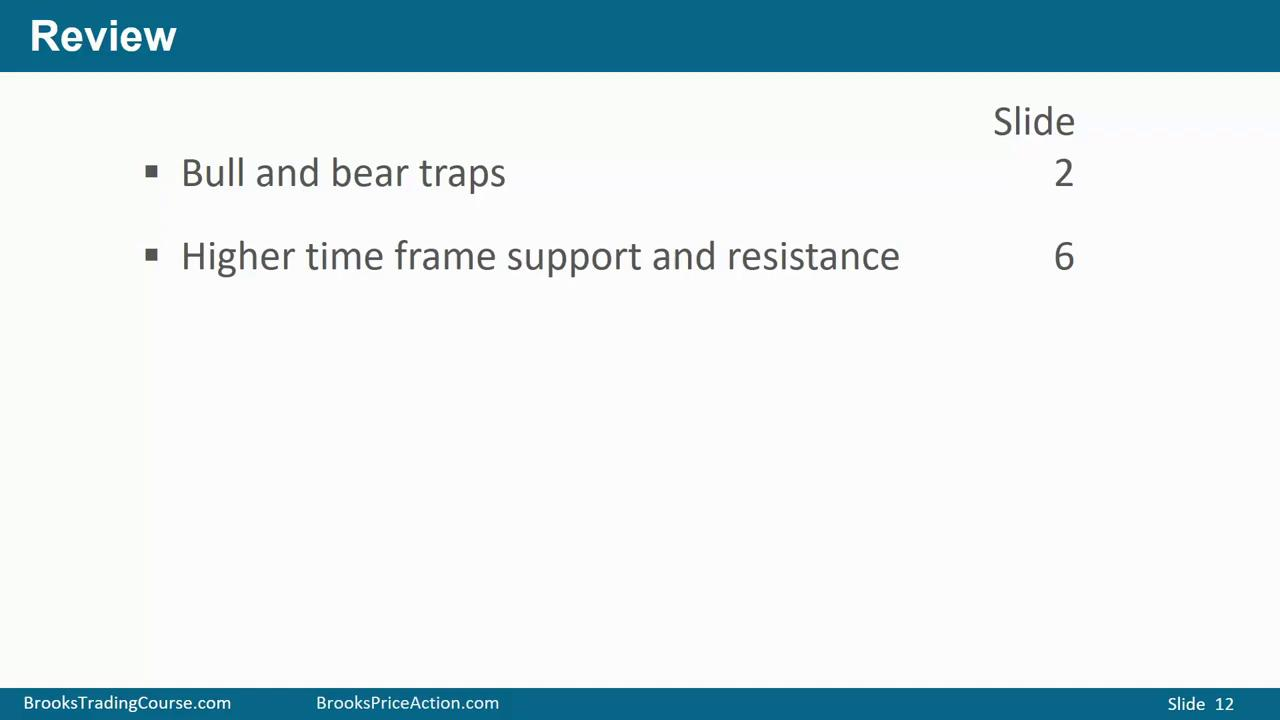 Review
Slide
▪ Bull and bear traps 2
▪ Higher time frame support and resistance 6
BrooksTradingCourse.com BrooksPriceAction.com Slide 12